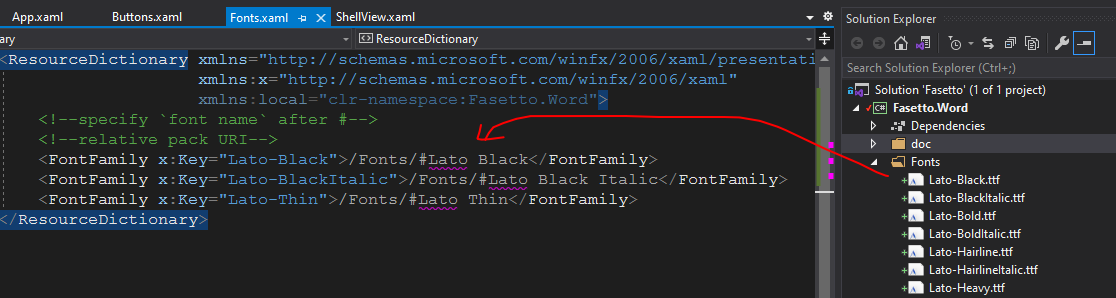 App.xaml
Buttons.xaml
Fonts.xaml
ShellView.xaml
ary
ResourceDictionary
<ResourceDictionary xmlns="http://schemas.microsoft.com/winfx/2006/xaml/presentati
xmlns:x="http://schemas.microsoft.com/winfx/2006/xaml"
xmlns:local="clr-namespace:Fasetto.Word">
<!--specify `font name` after #-->
<!--relative pack URI-->
<FontFamily x:Key="Lato-Black">/Fonts/#Lato Black</FontFamily>
<FontFamily x:Key="Lato-BlackItalic">/Fonts/#Lato Black Italic</FontFamily>
<FontFamily x:Key="Lato-Thin">/Fonts/#Lato Thin</FontFamily>
</ResourceDictionary>
Solution Explorer
Search Solution Explorer (Ctrl+;)
Solution 'Fasetto' (1 of 1 project)
C# Fasetto.Word
Dependencies
doc
Fonts
Lato-Black.ttf
Lato-BlackItalic.ttf
Lato-Bold.ttf
Lato-BoldItalic.ttf
Lato-Hairline.ttf
Lato-HairlineItalic.ttf
Lato-Heavy.ttf